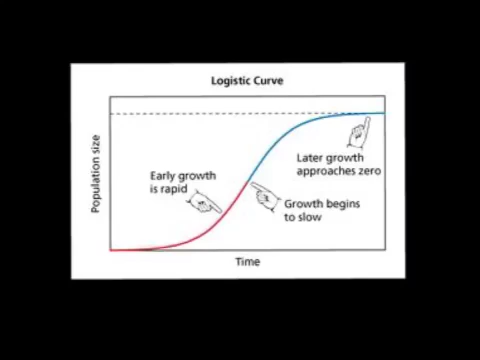 Logistic Curve
Population size
Early growth
is rapid
Later growth
approaches zero
Growth begins
to slow
Time